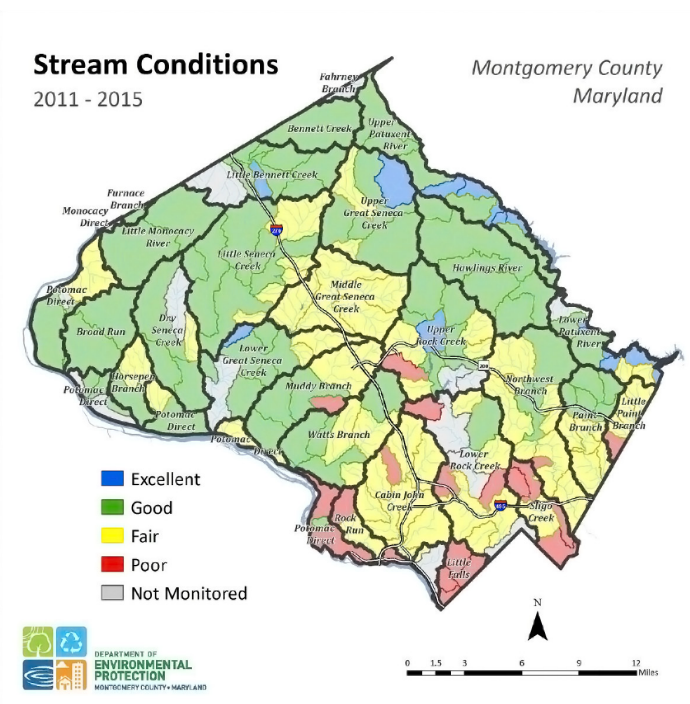 Stream Conditions
2011 - 2015
Montgomery County
Maryland
Fahrney
Branch
Bennett Creek
Upper
Patuxent
River
Little Bennett Creek
Furnace
Branch
Monocacy
Direct
Little Monocacy
River
Upper
Great Seneca
Creek
270
Little Seneca
Creek
Hawlings River
Middle
Great Seneca
Creek
Potomac
Direct
Broad Run
Dry
Seneca
Creek
Lower
Patuxent
River
Upper
Rock Creek
Lower
Great Seneca
Creek
200
Horsepen
Branch
Muddy Branch
Northwest
Branch
Potomac
Direct
Potomac
Direct
Paint
Branch
Little
Paint
Branch
Watts Branch
Potomac
Direct
Lower
Rock Creek
Excellent
Good
Fair
Poor
Not Monitored
Cabin John
Creek
495
Sligo
Creek
Rock
Run
Potomac
Direct
Little
Falls
N
0 1.5 3 6 9 12
Miles
DEPARTMENT OF
ENVIRONMENTAL
PROTECTION
MONTGOMERY COUNTY • MARYLAND